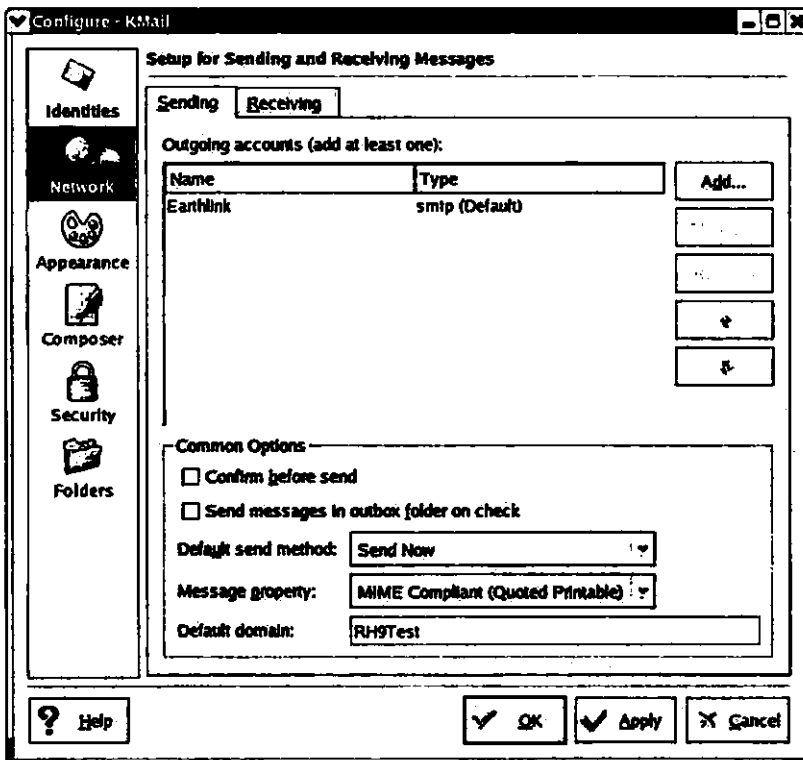 Configure - KMail
Identities
Network
Appearance
Composer
Security
Folders
Setup for Sending and Receiving Messages
Sending
Receiving
Outgoing accounts (add at least one):
Name Type
Earthlink smtp (Default)
Add...
Common Options
Confirm before send
Send messages in outbox folder on check
Default send method: Send Now
Message property: MIME Compliant (Quoted Printable)
Default domain: RH9Test
? Help
OK
Apply
Cancel